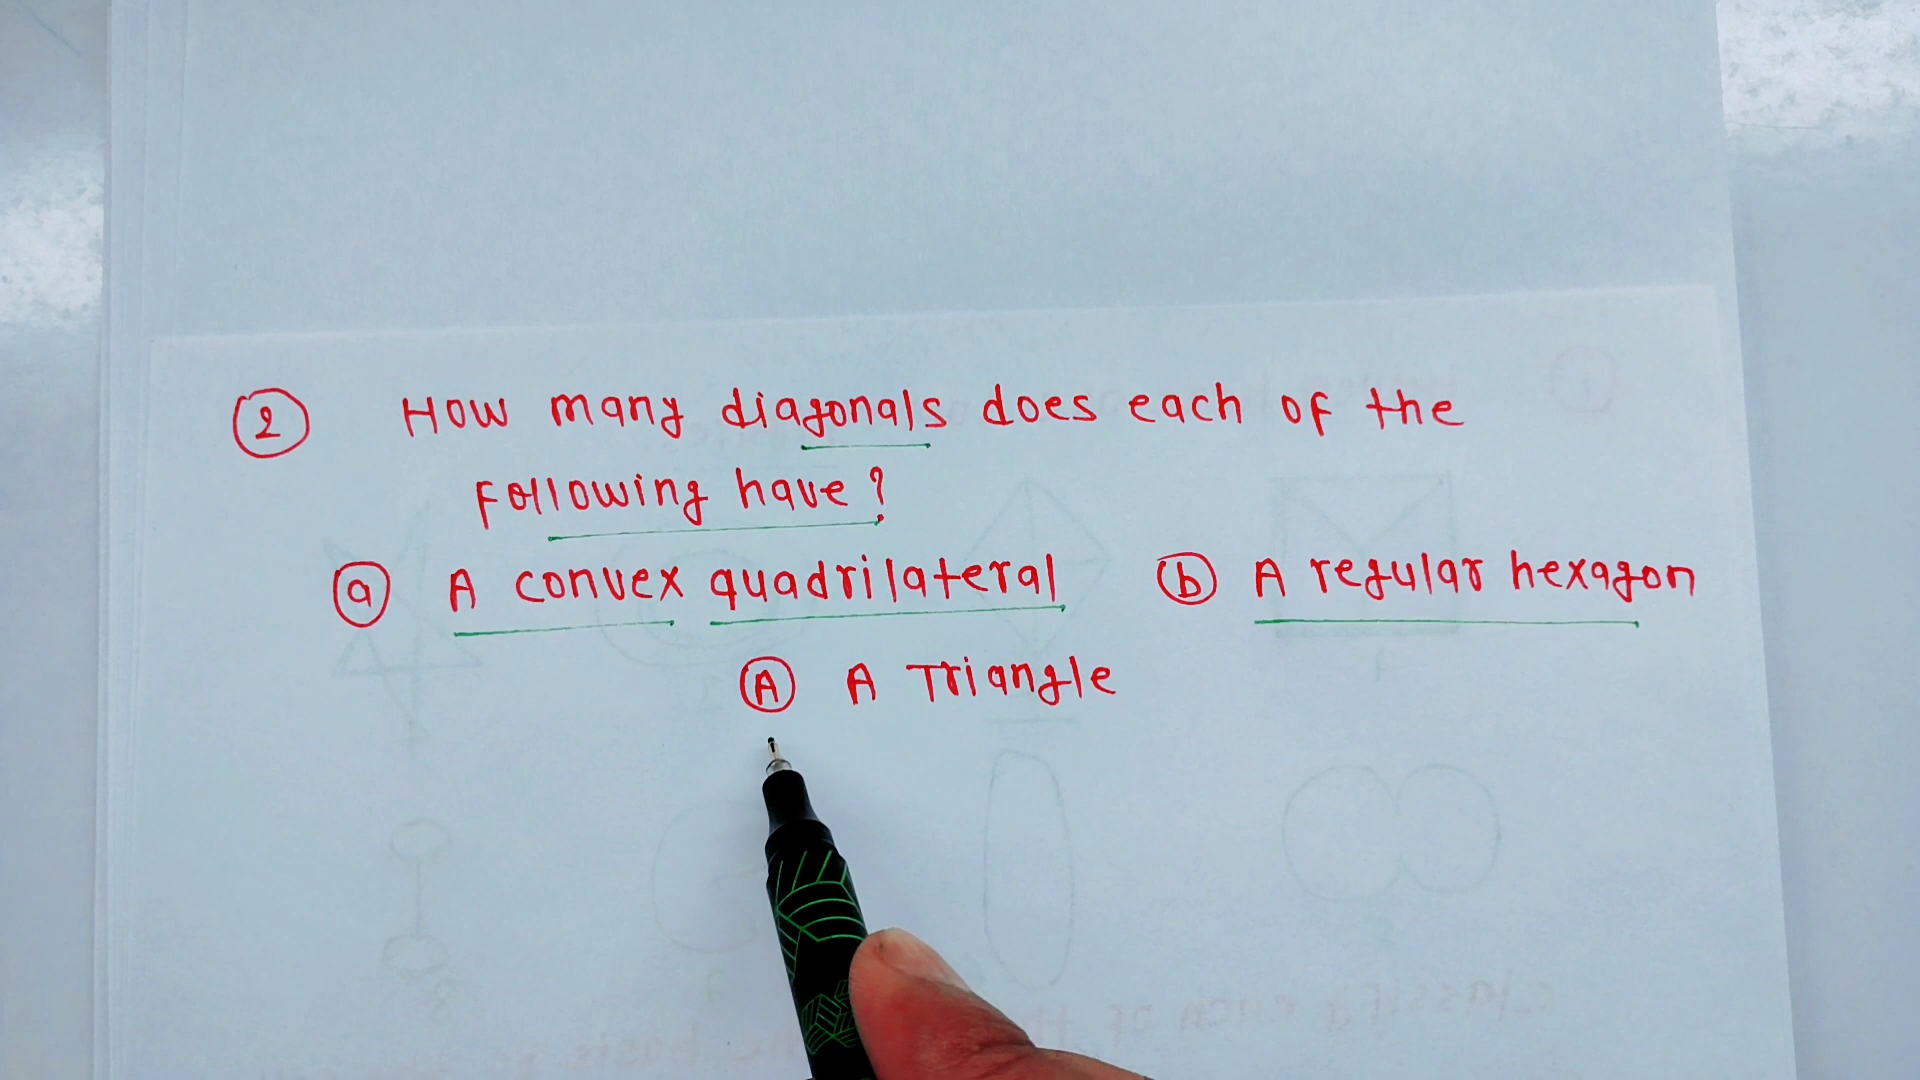 2 How many diagonals does each of the
Following have?
a A convex quadrilateral b A regular hexagon
A A Triangle